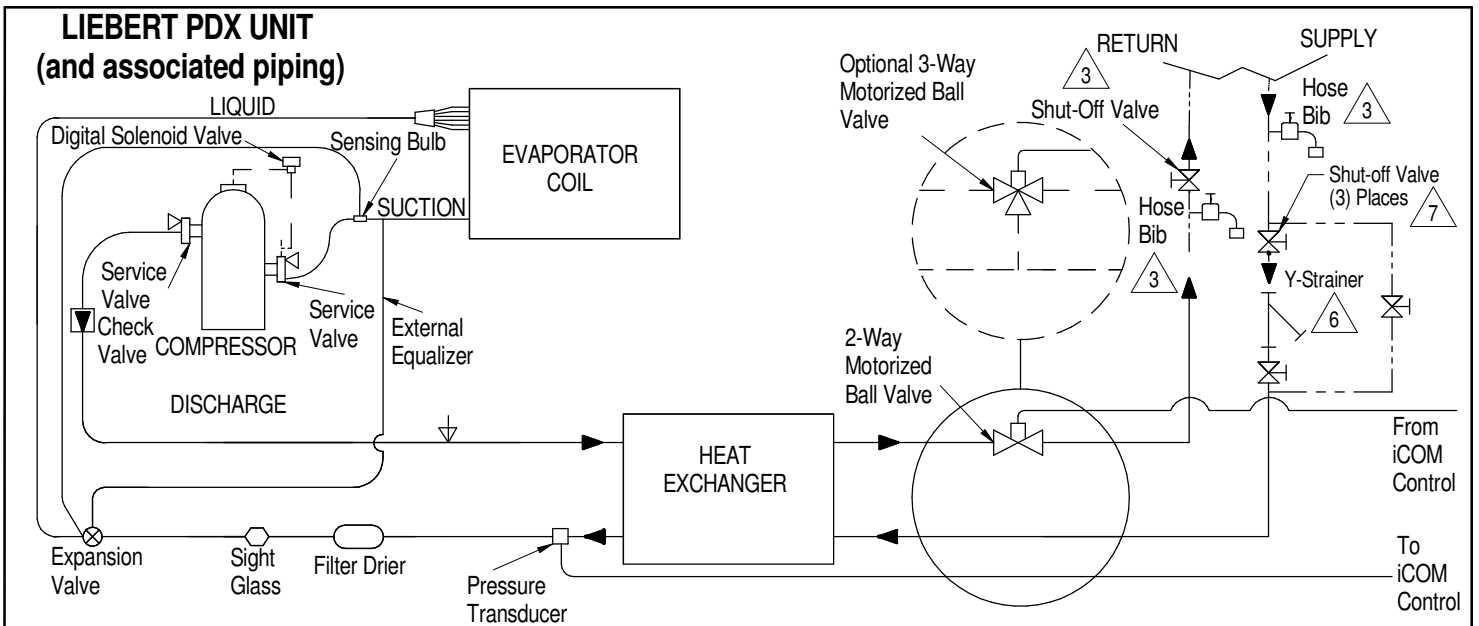 LIEBERT PDX UNIT
(and associated piping)
LIQUID
Digital Solenoid Valve
Sensing Bulb
EVAPORATOR
COIL
SUCTION
Service
Valve
Check
Valve
COMPRESSOR
Service
Valve
External
Equalizer
DISCHARGE
Expansion
Valve
Sight
Glass
Filter Drier
Pressure
Transducer
HEAT
EXCHANGER
Optional 3-Way
Motorized Ball
Valve
2-Way
Motorized
Ball Valve
RETURN
3
Shut-Off Valve
Hose
Bib
3
SUPPLY
Hose
Bib
3
Shut-off Valve
(3) Places
7
Y-Strainer
6
From
iCOM
Control
To
iCOM
Control